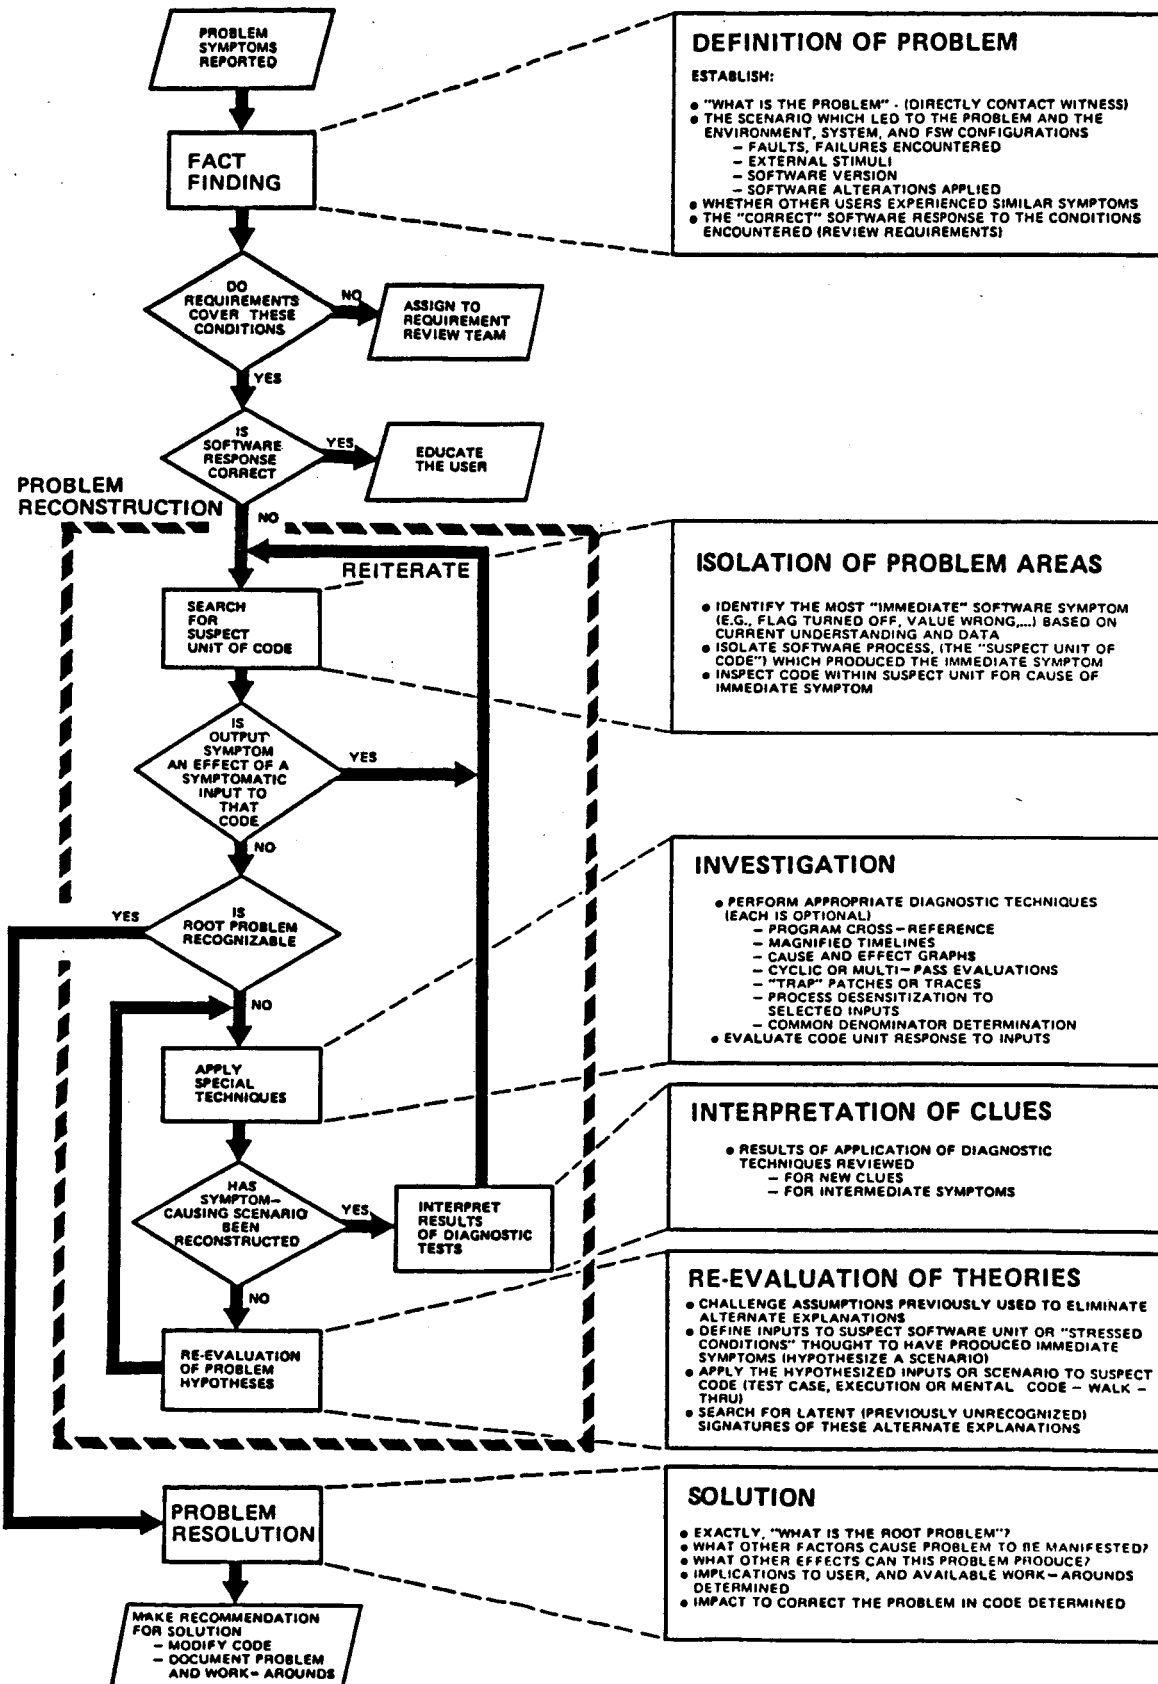 PROBLEM
SYMPTOMS
REPORTED
FACT
FINDING
DO
REQUIREMENTS
COVER THESE
CONDITIONS
NO
ASSIGN TO
REQUIREMENT
REVIEW TEAM
YES
IS
SOFTWARE
RESPONSE
CORRECT
YES
EDUCATE
THE USER
NO
PROBLEM
RECONSTRUCTION
REITERATE
SEARCH
FOR
SUSPECT
UNIT OF CODE
IS
OUTPUT
SYMPTOM
AN EFFECT OF A
SYMPTOMATIC
INPUT TO
THAT
CODE
YES
NO
IS
ROOT PROBLEM
RECOGNIZABLE
YES
NO
APPLY
SPECIAL
TECHNIQUES
HAS
SYMPTOM-
CAUSING SCENARIO
BEEN
RECONSTRUCTED
YES
INTERPRET
RESULTS
OF DIAGNOSTIC
TESTS
NO
RE-EVALUATION
OF PROBLEM
HYPOTHESES
PROBLEM
RESOLUTION
MAKE RECOMMENDATION
FOR SOLUTION
– MODIFY CODE
– DOCUMENT PROBLEM
AND WORK-AROUNDS
DEFINITION OF PROBLEM
ESTABLISH:
• "WHAT IS THE PROBLEM" - (DIRECTLY CONTACT WITNESS)
• THE SCENARIO WHICH LED TO THE PROBLEM AND THE
ENVIRONMENT, SYSTEM, AND FSW CONFIGURATIONS
– FAULTS, FAILURES ENCOUNTERED
– EXTERNAL STIMULI
– SOFTWARE VERSION
– SOFTWARE ALTERATIONS APPLIED
• WHETHER OTHER USERS EXPERIENCED SIMILAR SYMPTOMS
• THE "CORRECT" SOFTWARE RESPONSE TO THE CONDITIONS
ENCOUNTERED (REVIEW REQUIREMENTS)
ISOLATION OF PROBLEM AREAS
• IDENTIFY THE MOST "IMMEDIATE" SOFTWARE SYMPTOM
(E.G., FLAG TURNED OFF, VALUE WRONG,...) BASED ON
CURRENT UNDERSTANDING AND DATA
• ISOLATE SOFTWARE PROCESS, (THE "SUSPECT UNIT OF
CODE") WHICH PRODUCED THE IMMEDIATE SYMPTOM
• INSPECT CODE WITHIN SUSPECT UNIT FOR CAUSE OF
IMMEDIATE SYMPTOM
INVESTIGATION
• PERFORM APPROPRIATE DIAGNOSTIC TECHNIQUES
(EACH IS OPTIONAL)
– PROGRAM CROSS-REFERENCE
– MAGNIFIED TIMELINES
– CAUSE AND EFFECT GRAPHS
– CYCLIC OR MULTI-PASS EVALUATIONS
– "TRAP" PATCHES OR TRACES
– PROCESS DESENSITIZATION TO
SELECTED INPUTS
– COMMON DENOMINATOR DETERMINATION
• EVALUATE CODE UNIT RESPONSE TO INPUTS
INTERPRETATION OF CLUES
• RESULTS OF APPLICATION OF DIAGNOSTIC
TECHNIQUES REVIEWED
– FOR NEW CLUES
– FOR INTERMEDIATE SYMPTOMS
RE-EVALUATION OF THEORIES
• CHALLENGE ASSUMPTIONS PREVIOUSLY USED TO ELIMINATE
ALTERNATE EXPLANATIONS
• DEFINE INPUTS TO SUSPECT SOFTWARE UNIT OR "STRESSED
CONDITIONS" THOUGHT TO HAVE PRODUCED IMMEDIATE
SYMPTOMS (HYPOTHESIZE A SCENARIO)
• APPLY THE HYPOTHESIZED INPUTS OR SCENARIO TO SUSPECT
CODE (TEST CASE, EXECUTION OR MENTAL CODE – WALK –
THRU)
• SEARCH FOR LATENT (PREVIOUSLY UNRECOGNIZED)
SIGNATURES OF THESE ALTERNATE EXPLANATIONS
SOLUTION
• EXACTLY, "WHAT IS THE ROOT PROBLEM"?
• WHAT OTHER FACTORS CAUSE PROBLEM TO BE MANIFESTED?
• WHAT OTHER EFFECTS CAN THIS PROBLEM PRODUCE?
• IMPLICATIONS TO USER, AND AVAILABLE WORK-AROUNDS
DETERMINED
• IMPACT TO CORRECT THE PROBLEM IN CODE DETERMINED